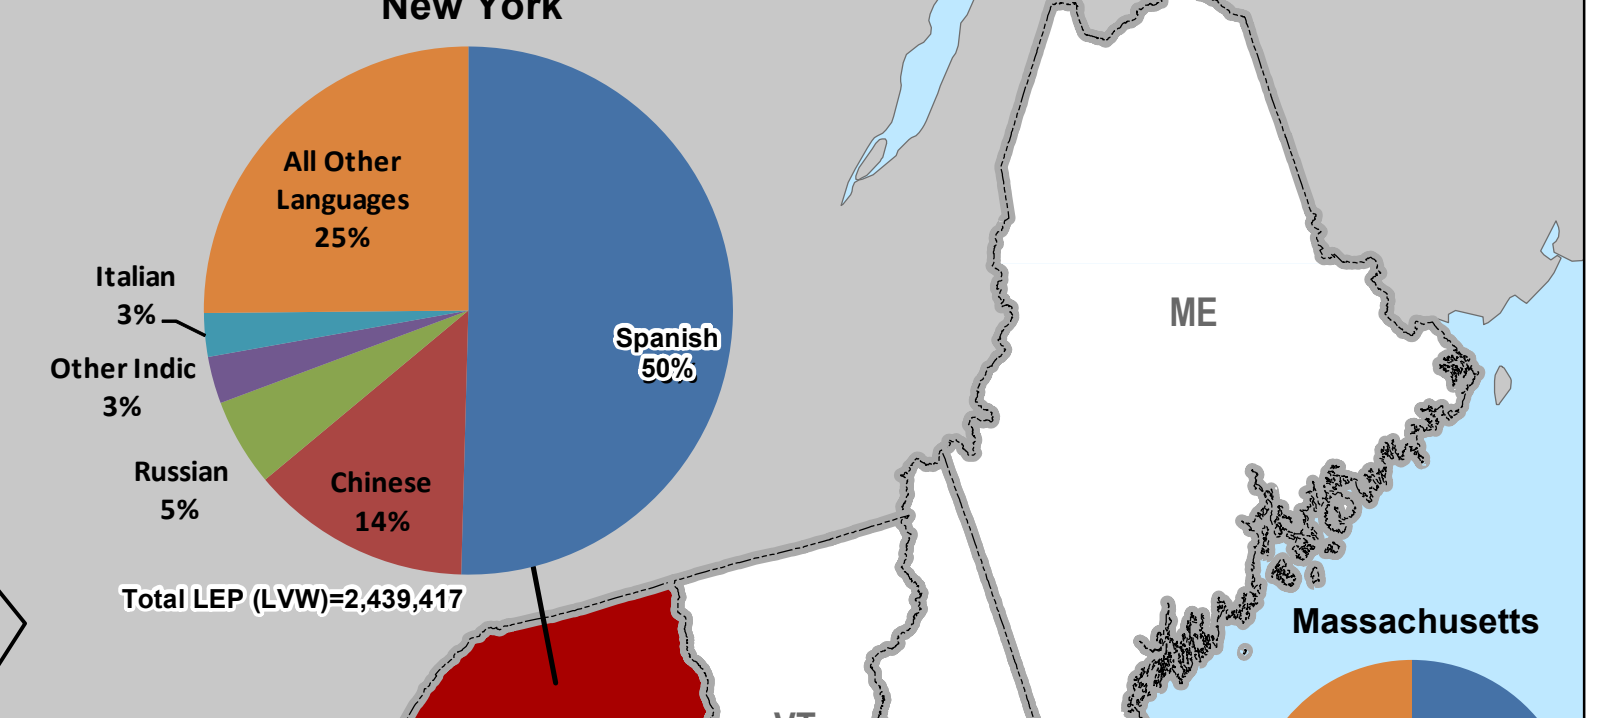 New York
All Other
Languages
25%
Italian
3%
Other Indic
3%
Russian
5%
Chinese
14%
Spanish
50%
Total LEP (LVW)=2,439,417
ME
Massachusetts
VT